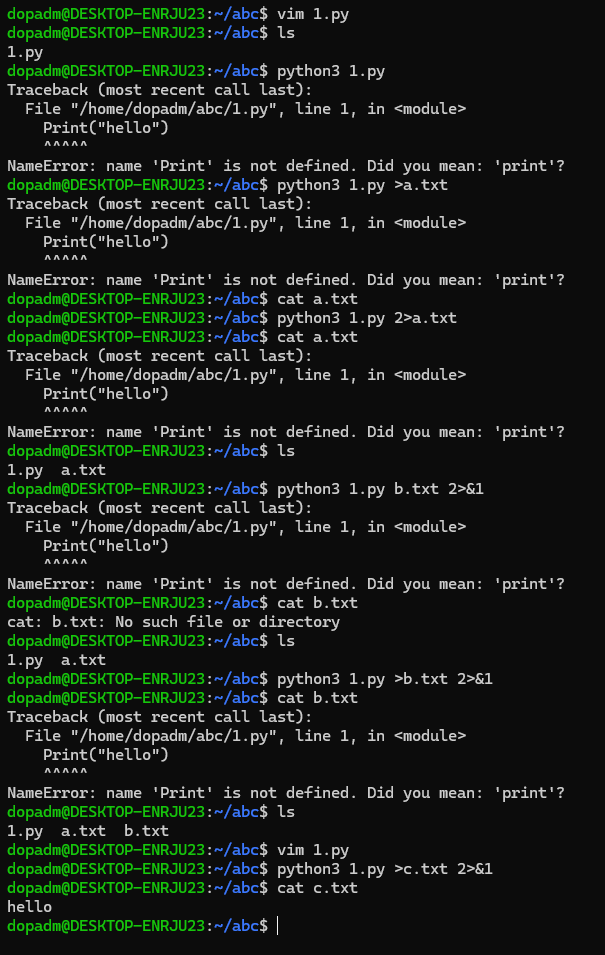 dopadm@DESKTOP-ENRJU23:~/abc$ vim 1.py
dopadm@DESKTOP-ENRJU23:~/abc$ ls
1.py
dopadm@DESKTOP-ENRJU23:~/abc$ python3 1.py
Traceback (most recent call last):
  File "/home/dopadm/abc/1.py", line 1, in <module>
    Print("hello")
    ^^^^^
NameError: name 'Print' is not defined. Did you mean: 'print'?
dopadm@DESKTOP-ENRJU23:~/abc$ python3 1.py >a.txt
Traceback (most recent call last):
  File "/home/dopadm/abc/1.py", line 1, in <module>
    Print("hello")
    ^^^^^
NameError: name 'Print' is not defined. Did you mean: 'print'?
dopadm@DESKTOP-ENRJU23:~/abc$ cat a.txt
dopadm@DESKTOP-ENRJU23:~/abc$ python3 1.py 2>a.txt
dopadm@DESKTOP-ENRJU23:~/abc$ cat a.txt
Traceback (most recent call last):
  File "/home/dopadm/abc/1.py", line 1, in <module>
    Print("hello")
    ^^^^^
NameError: name 'Print' is not defined. Did you mean: 'print'?
dopadm@DESKTOP-ENRJU23:~/abc$ ls
1.py  a.txt
dopadm@DESKTOP-ENRJU23:~/abc$ python3 1.py b.txt 2>&1
Traceback (most recent call last):
  File "/home/dopadm/abc/1.py", line 1, in <module>
    Print("hello")
    ^^^^^
NameError: name 'Print' is not defined. Did you mean: 'print'?
dopadm@DESKTOP-ENRJU23:~/abc$ cat b.txt
cat: b.txt: No such file or directory
dopadm@DESKTOP-ENRJU23:~/abc$ ls
1.py  a.txt
dopadm@DESKTOP-ENRJU23:~/abc$ python3 1.py >b.txt 2>&1
dopadm@DESKTOP-ENRJU23:~/abc$ cat b.txt
Traceback (most recent call last):
  File "/home/dopadm/abc/1.py", line 1, in <module>
    Print("hello")
    ^^^^^
NameError: name 'Print' is not defined. Did you mean: 'print'?
dopadm@DESKTOP-ENRJU23:~/abc$ ls
1.py  a.txt  b.txt
dopadm@DESKTOP-ENRJU23:~/abc$ vim 1.py
dopadm@DESKTOP-ENRJU23:~/abc$ python3 1.py >c.txt 2>&1
dopadm@DESKTOP-ENRJU23:~/abc$ cat c.txt
hello
dopadm@DESKTOP-ENRJU23:~/abc$